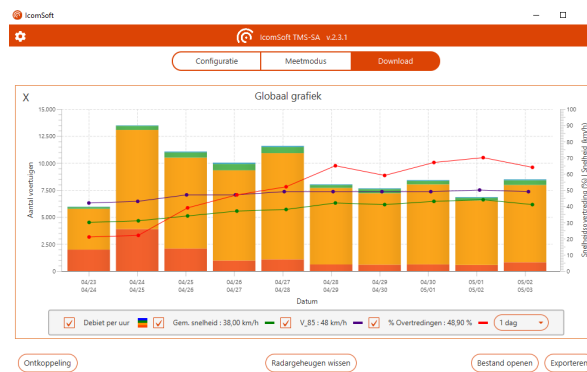 IcomSoft
IcomSoft TMS-SA v.2.3.1
Configuratie Meetmodus Download
X Globaal grafiek
15.000
12.500
10.000
7.500
5.000
2.500
0
Aantal voertuigen
100
90
80
70
60
50
40
30
20
10
0
Snelheidsovertreding (%) | Snelheid (km/h)
04/23 04/24 04/25 04/26 04/27 04/28 04/29 04/30 05/01 05/02
04/24 04/25 04/26 04/27 04/28 04/29 04/30 05/01 05/02 05/03
Datum
Debiet per uur Gem. snelheid : 38,00 km/h V_85 : 48 km/h % Overtredingen : 48,90 % 1 dag
Ontkoppeling Radargeheugen wissen Bestand openen Exporteren